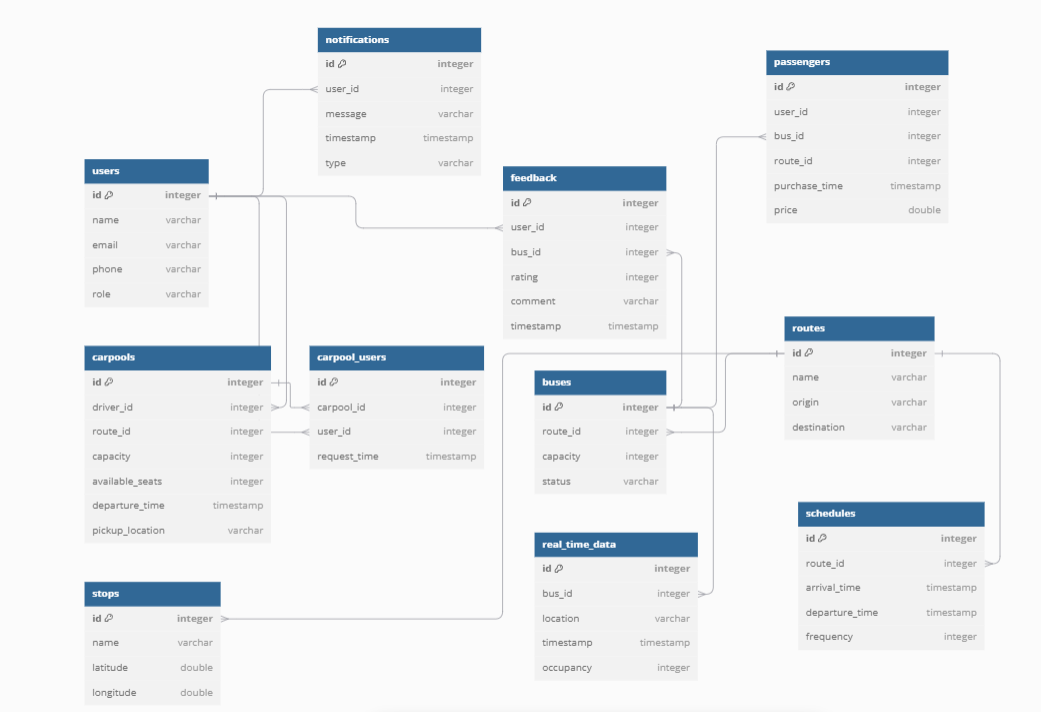 notifications
id integer
user_id integer
message varchar
timestamp timestamp
type varchar
passengers
id integer
user_id integer
bus_id integer
route_id integer
purchase_time timestamp
price double
users
id integer
name varchar
email varchar
phone varchar
role varchar
feedback
id integer
user_id integer
bus_id integer
rating integer
comment varchar
timestamp timestamp
carpools
id integer
driver_id integer
route_id integer
capacity integer
available_seats integer
departure_time timestamp
pickup_location varchar
carpool_users
id integer
carpool_id integer
user_id integer
request_time timestamp
buses
id integer
route_id integer
capacity integer
status varchar
routes
id integer
name varchar
origin varchar
destination varchar
schedules
id integer
route_id integer
arrival_time timestamp
departure_time timestamp
frequency integer
real_time_data
id integer
bus_id integer
location varchar
timestamp timestamp
occupancy integer
stops
id integer
name varchar
latitude double
longitude double